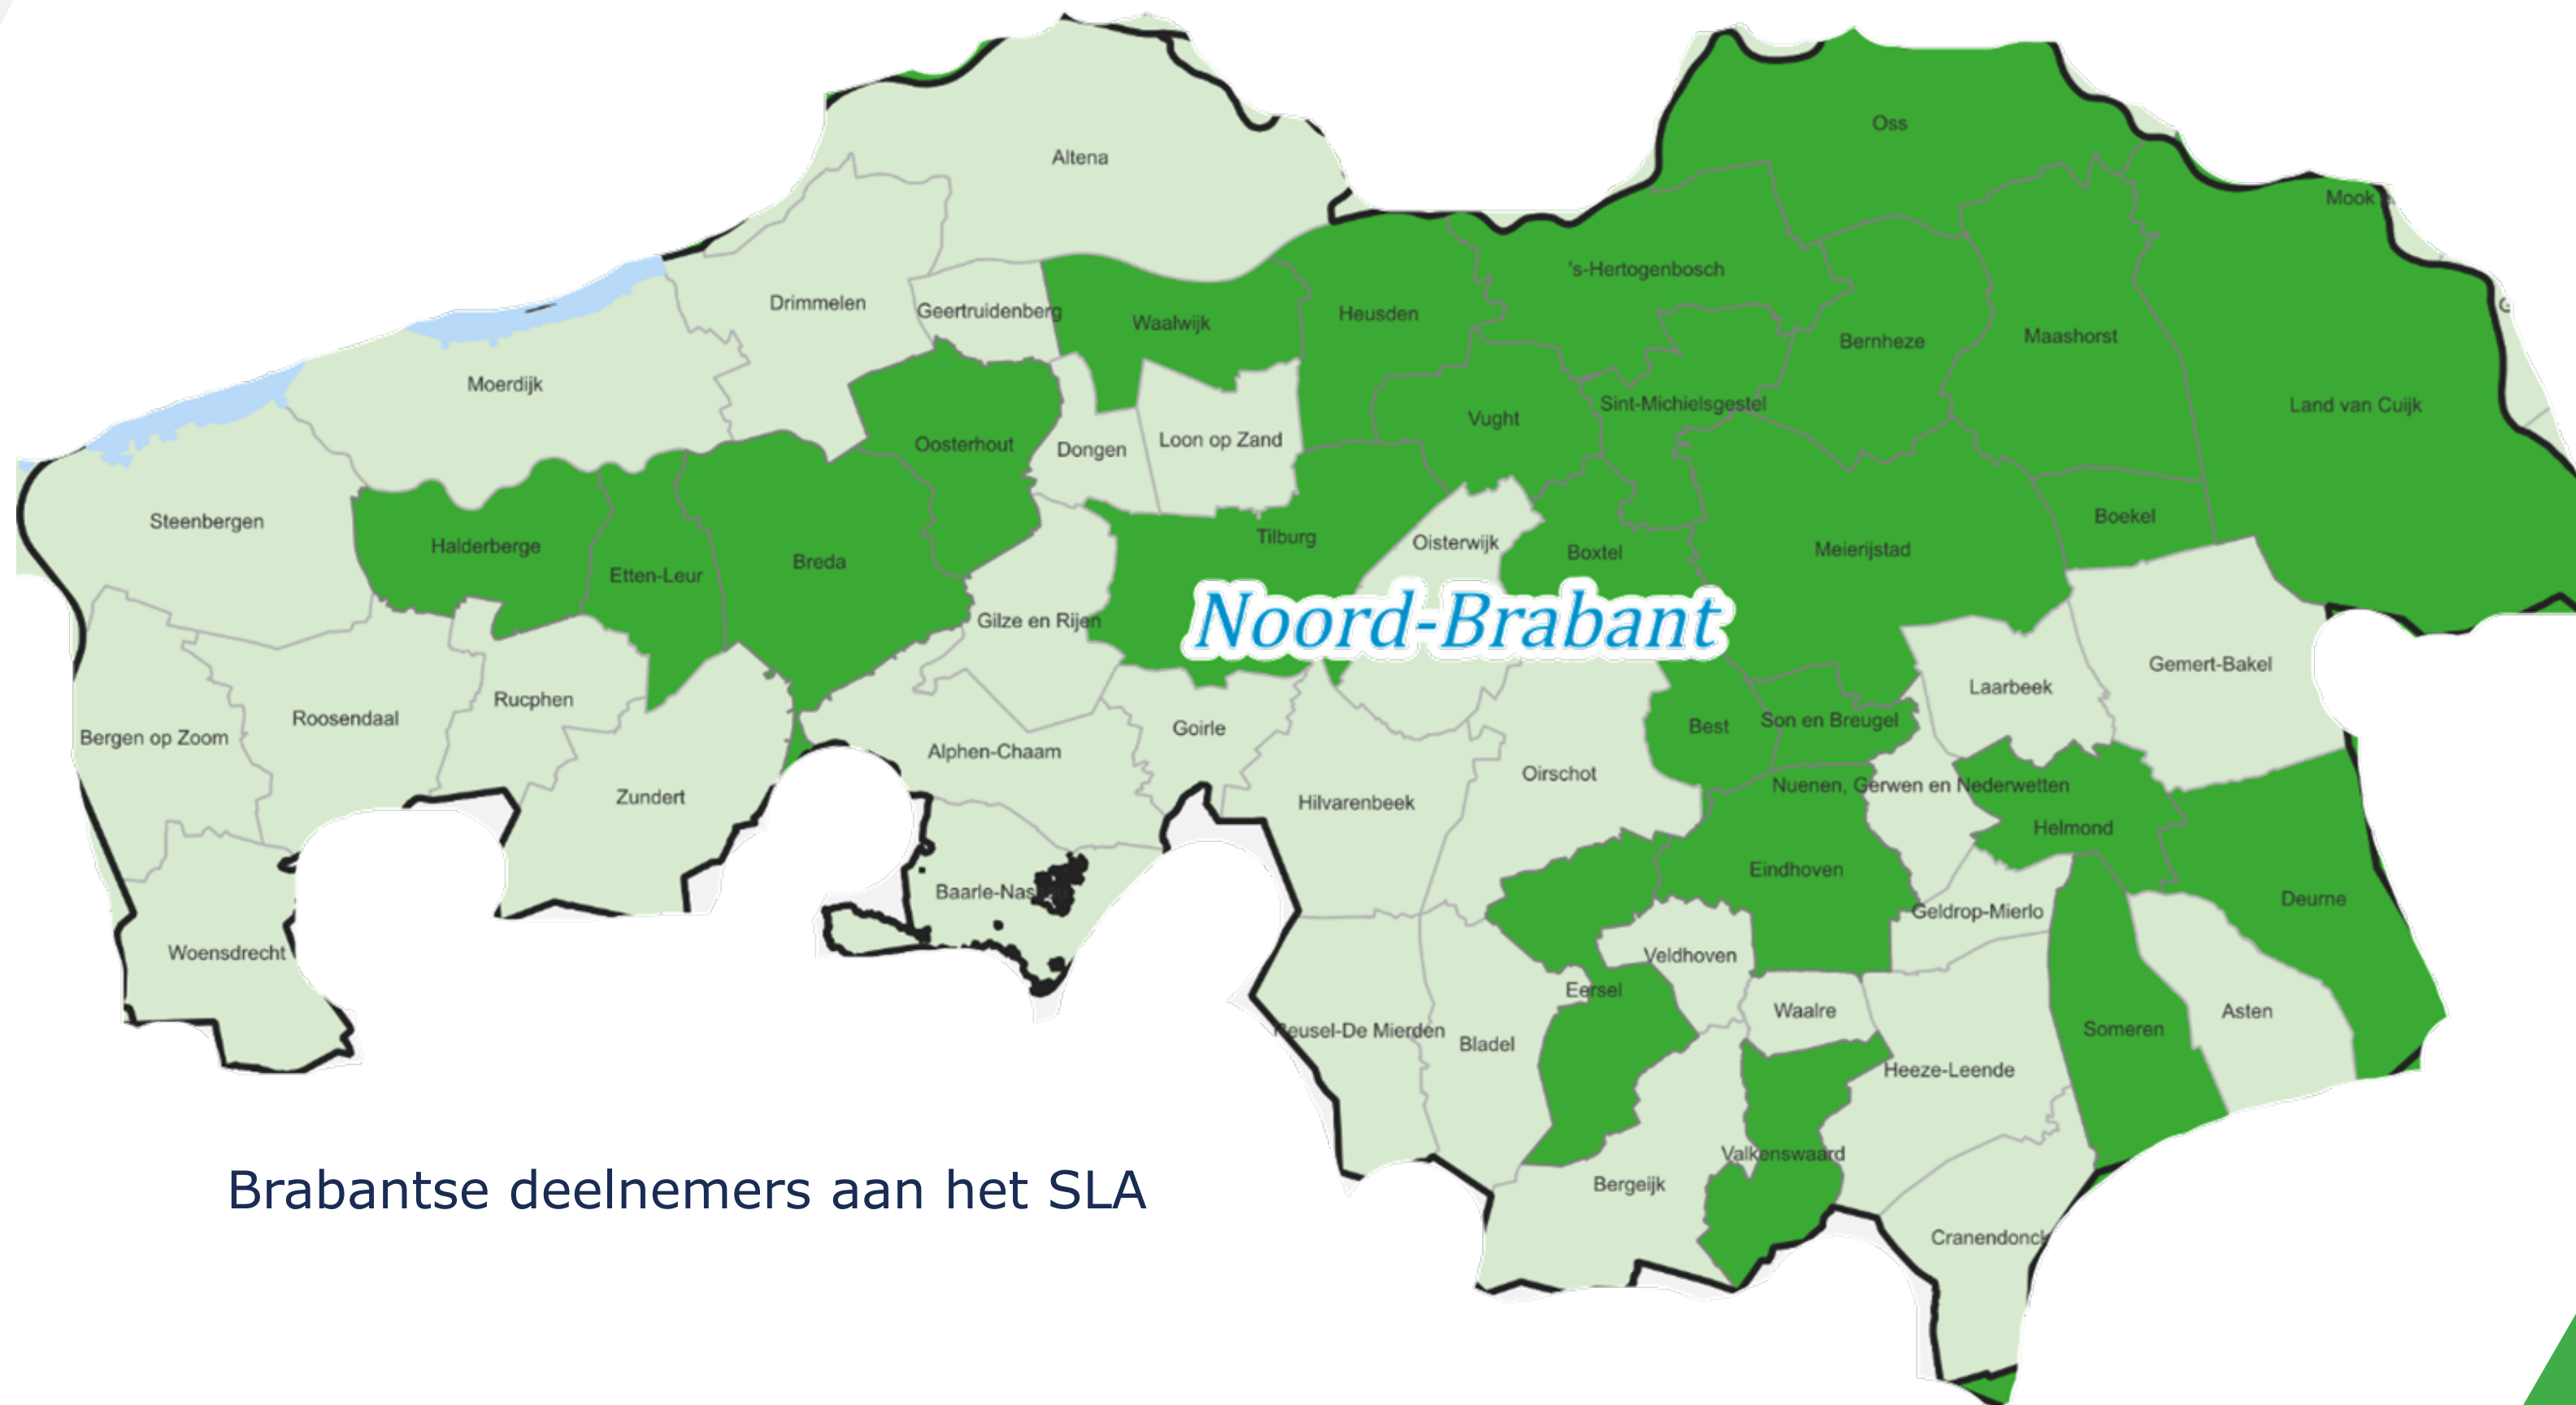 Altena
Oss
Mook
's-Hertogenbosch
Drimmelen
Geertruidenberg
Waalwijk
Heusden
Bernheze
Maashorst
Moerdijk
Sint-Michielsgestel
Land van Cuijk
Vught
Oosterhout
Dongen
Loon op Zand
Steenbergen
Halderberge
Etten-Leur
Breda
Tilburg
Oisterwijk
Boxtel
Meierijstad
Boekel
Gilze en Rijen
Noord-Brabant
Gemert-Bakel
Laarbeek
Rucphen
Roosendaal
Bergen op Zoom
Goirle
Best
Son en Breugel
Alphen-Chaam
Oirschot
Nuenen, Gerwen en Nederwetten
Zundert
Hilvarenbeek
Helmond
Eindhoven
Baarle-Nas
Deurne
Geldrop-Mierlo
Woensdrecht
Veldhoven
Eersel
Waalre
Asten
Reusel-De Mierden
Bladel
Someren
Heeze-Leende
Valkenswaard
Bergeijk
Cranendonck
Brabantse deelnemers aan het SLA